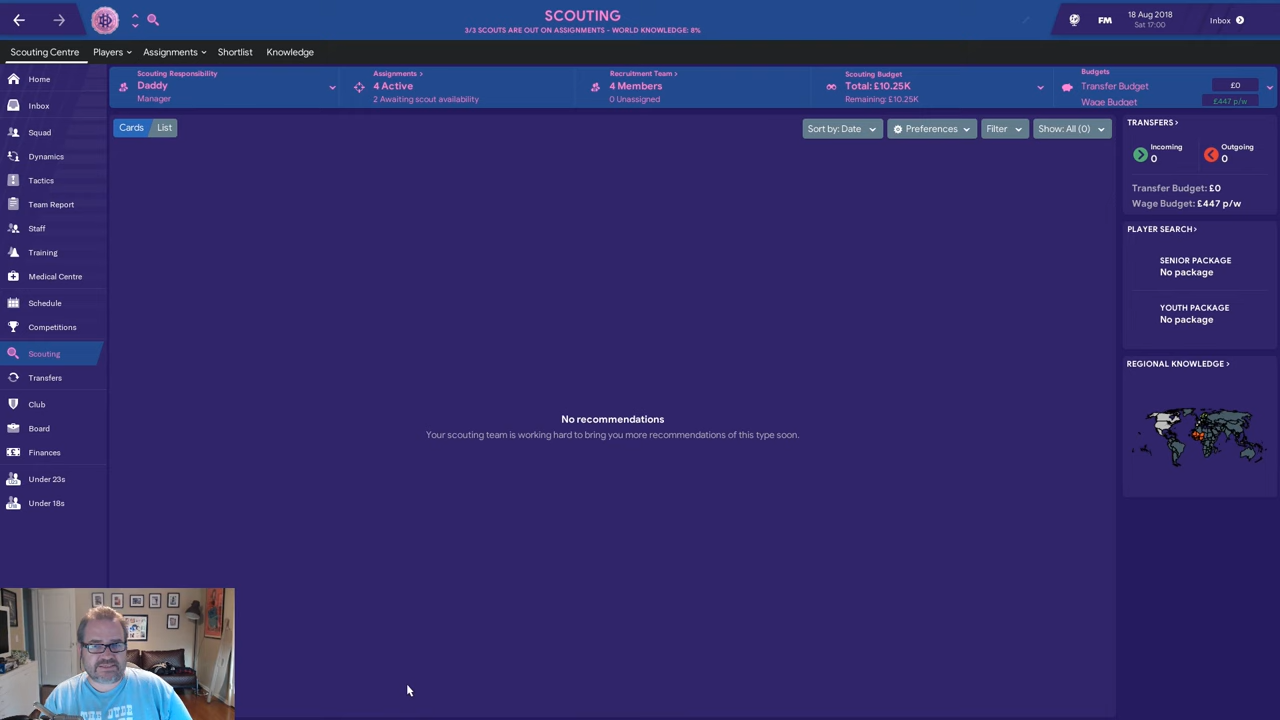 SCOUTING
3/3 SCOUTS ARE OUT ON ASSIGNMENTS - WORLD KNOWLEDGE: 8%
FM
18 Aug 2018
Sat 17:00
Inbox
Scouting Centre
Players
Assignments
Shortlist
Knowledge
Home
Inbox
Squad
Dynamics
Tactics
Team Report
Staff
Training
Medical Centre
Schedule
Competitions
Scouting
Transfers
Club
Board
Finances
Under 23s
Under 18s
Scouting Responsibility
Daddy
Manager
Assignments >
4 Active
2 Awaiting scout availability
Recruitment Team >
4 Members
0 Unassigned
Scouting Budget
Total: £10.25K
Remaining: £10.25K
Budgets
Transfer Budget £0
Wage Budget £447 p/w
Cards List
Sort by: Date
Preferences
Filter
Show: All (0)
No recommendations
Your scouting team is working hard to bring you more recommendations of this type soon.
TRANSFERS >
Incoming
0
Outgoing
0
Transfer Budget: £0
Wage Budget: £447 p/w
PLAYER SEARCH >
SENIOR PACKAGE
No package
YOUTH PACKAGE
No package
REGIONAL KNOWLEDGE >